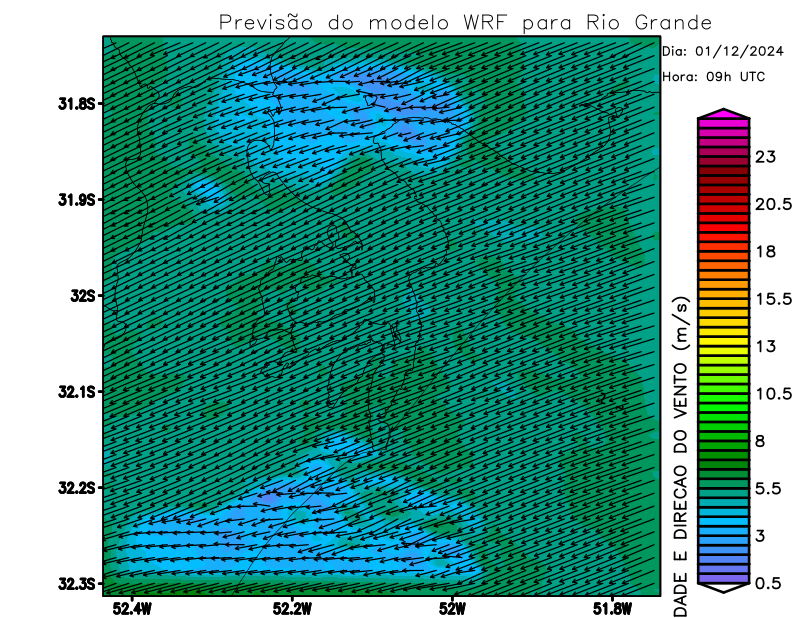 Previsão do modelo WRF para Rio Grande
Dia: 01/12/2024
Hora: 09h UTC
31.8S
31.9S
32S
32.1S
32.2S
32.3S
52.4W
52.2W
52W
51.8W
23
20.5
18
15.5
13
10.5
8
5.5
3
0.5
DADE E DIRECAO DO VENTO (m/s)